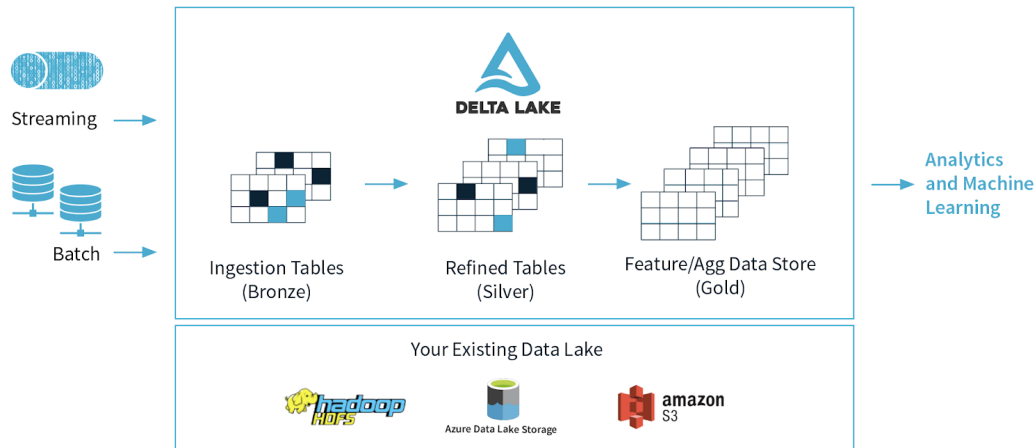 DELTA LAKE
Streaming
Batch
Ingestion Tables
(Bronze)
Refined Tables
(Silver)
Feature/Agg Data Store
(Gold)
Analytics
and Machine
Learning
Your Existing Data Lake
hadoop
HDFS
Azure Data Lake Storage
amazon
S3